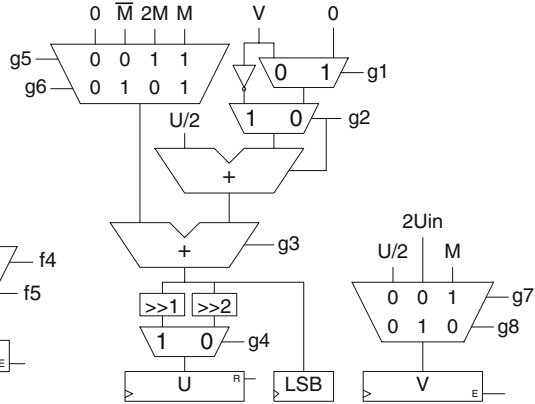 0 M̅ 2M M V 0
g5 0 0 1 1 0 1 g1
g6 0 1 0 1 1 0 g2
U/2
+
+ g3
2Uin
f4 U/2 M
f5 >>1 >>2 0 0 1 g7
1 0 g4 0 1 0 g8
E U R LSB V E